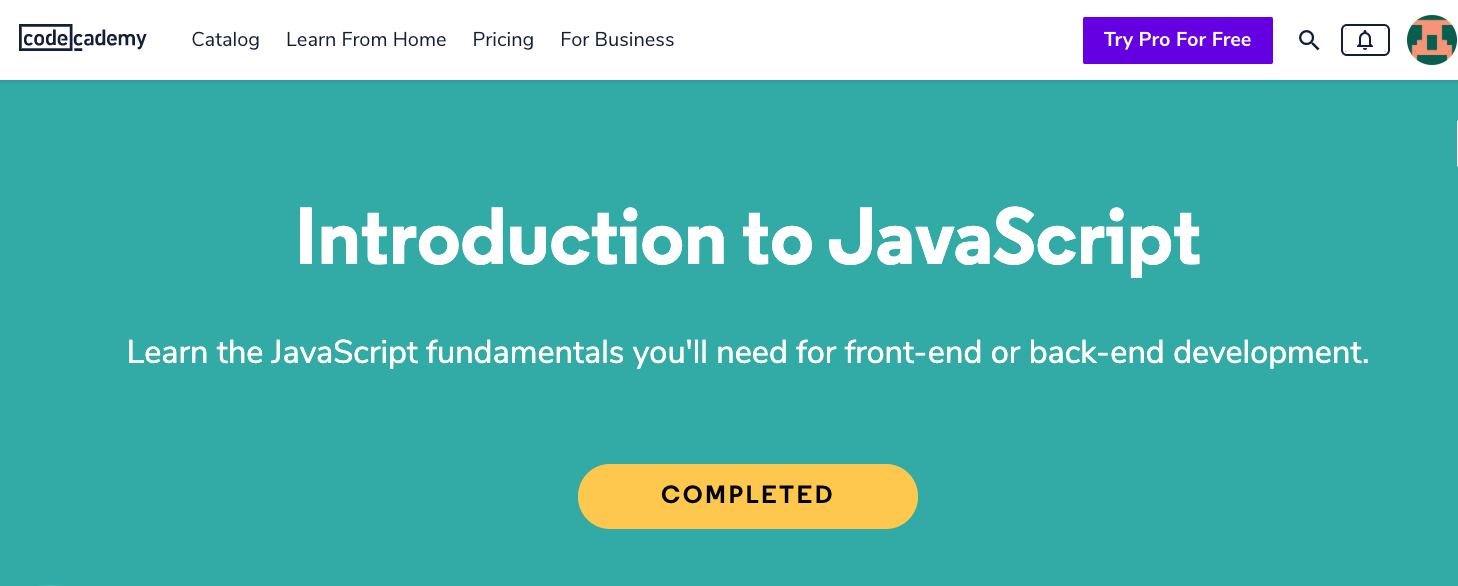 codecademy Catalog Learn From Home Pricing For Business Try Pro For Free
Introduction to JavaScript
Learn the JavaScript fundamentals you'll need for front-end or back-end development.
COMPLETED